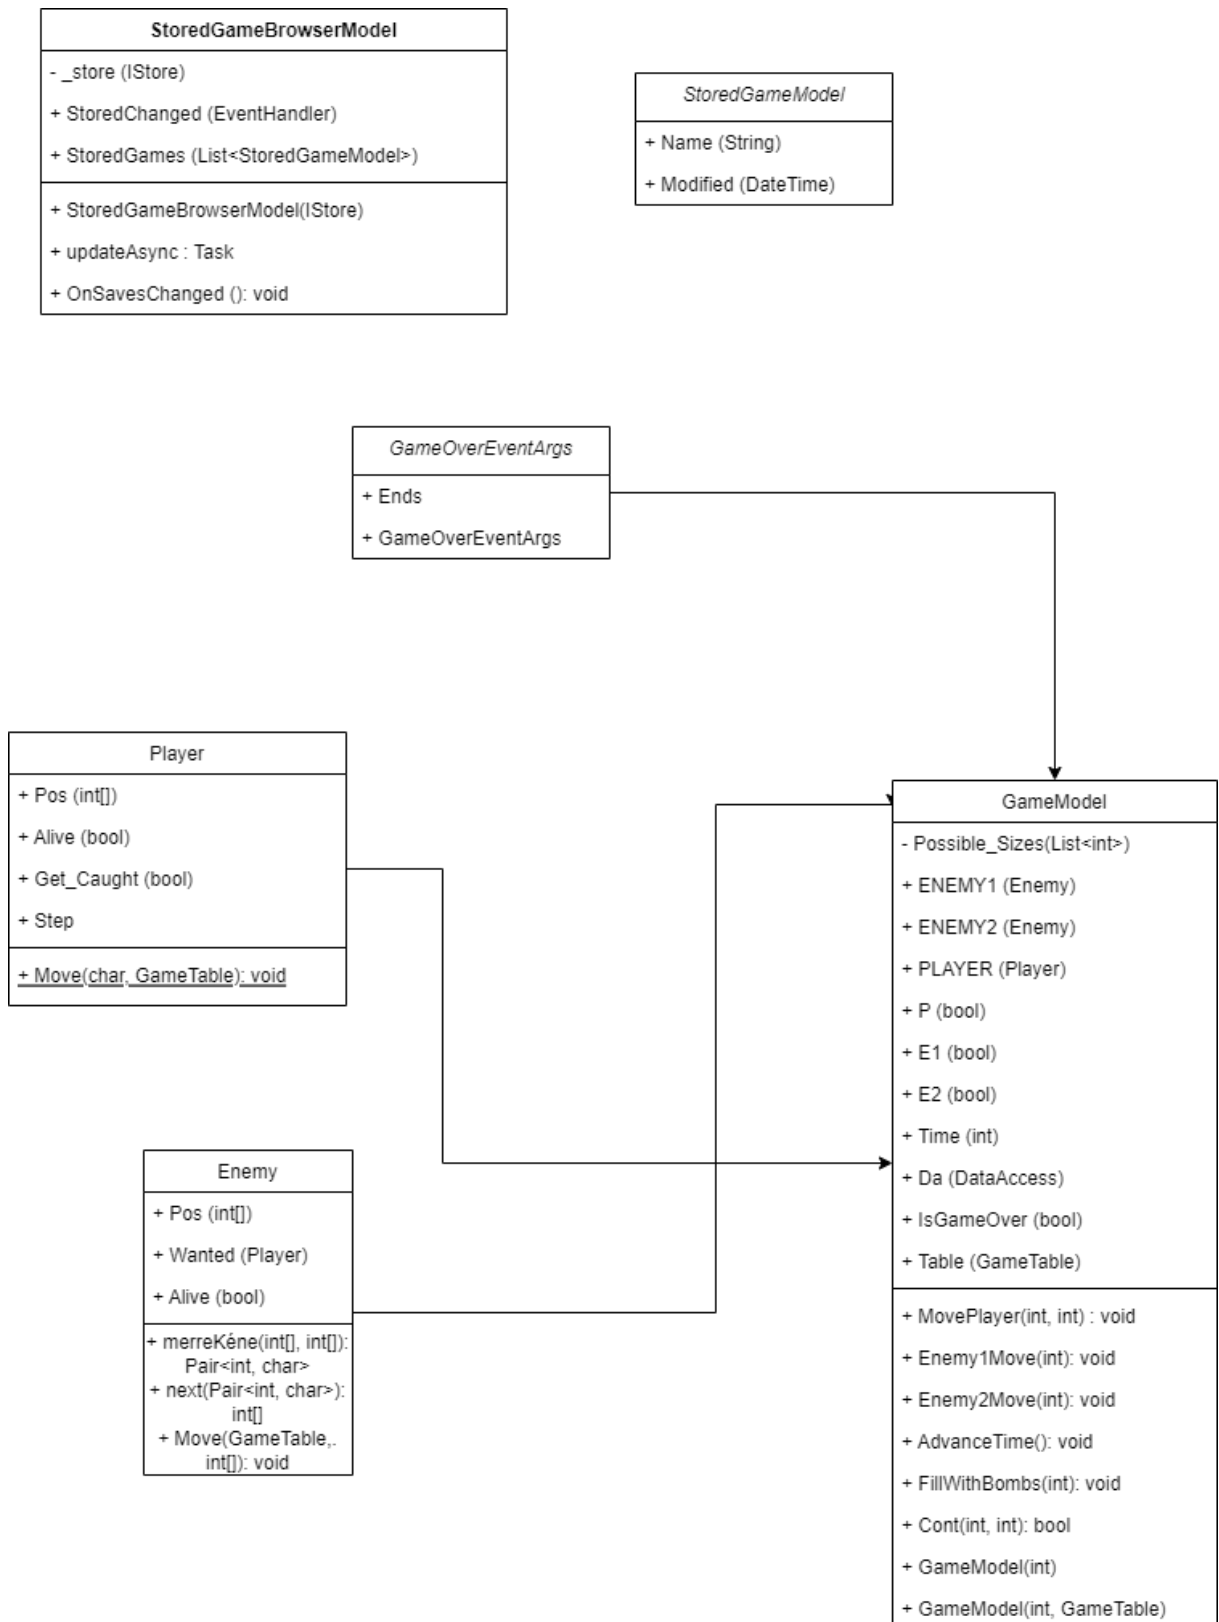 StoredGameBrowserModel
- _store (IStore)
+ StoredChanged (EventHandler)
+ StoredGames (List<StoredGameModel>)
+ StoredGameBrowserModel(IStore)
+ updateAsync : Task
+ OnSavesChanged (): void
StoredGameModel
+ Name (String)
+ Modified (DateTime)
GameOverEventArgs
+ Ends
+ GameOverEventArgs
Player
+ Pos (int[])
+ Alive (bool)
+ Get_Caught (bool)
+ Step
+ Move(char, GameTable): void
Enemy
+ Pos (int[])
+ Wanted (Player)
+ Alive (bool)
+ merreKéne(int[], int[]):
Pair<int, char>
+ next(Pair<int, char>):
int[]
+ Move(GameTable,.
int[]): void
GameModel
- Possible_Sizes(List<int>)
+ ENEMY1 (Enemy)
+ ENEMY2 (Enemy)
+ PLAYER (Player)
+ P (bool)
+ E1 (bool)
+ E2 (bool)
+ Time (int)
+ Da (DataAccess)
+ IsGameOver (bool)
+ Table (GameTable)
+ MovePlayer(int, int) : void
+ Enemy1Move(int): void
+ Enemy2Move(int): void
+ AdvanceTime(): void
+ FillWithBombs(int): void
+ Cont(int, int): bool
+ GameModel(int)
+ GameModel(int, GameTable)